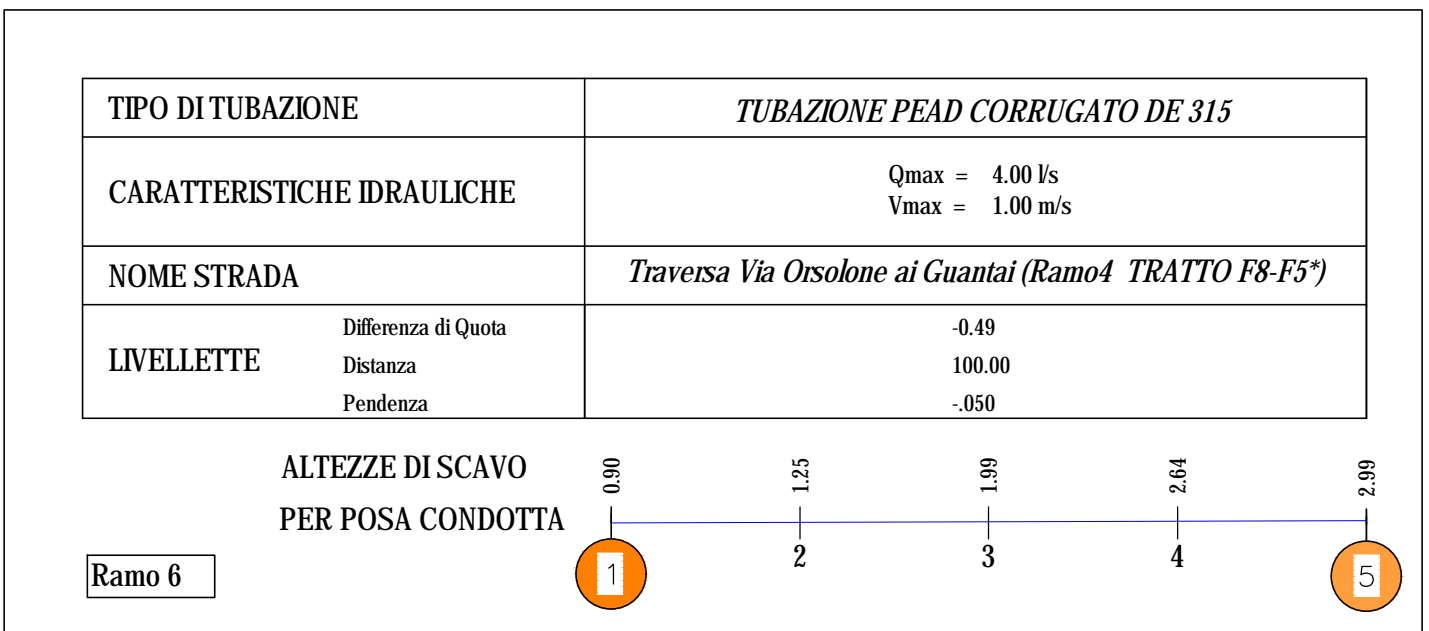 TIPO DI TUBAZIONE
TUBAZIONE PEAD CORRUGATO DE 315
CARATTERISTICHE IDRAULICHE
Qmax = 4.00 l/s
Vmax = 1.00 m/s
NOME STRADA
Traversa Via Orsolone ai Guantai (Ramo4 TRATTO F8-F5*)
LIVELLETTE
Differenza di Quota -0.49
Distanza 100.00
Pendenza -.050
ALTEZZE DI SCAVO
PER POSA CONDOTTA
0.90 1.25 1.99 2.64 2.99
1 2 3 4 5
Ramo 6